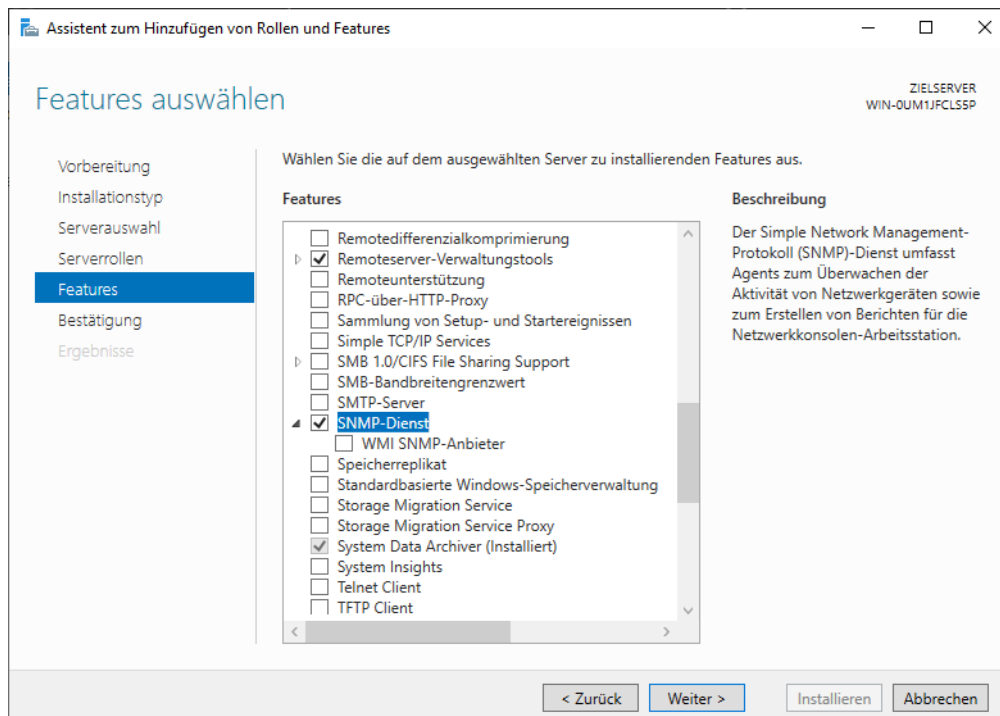 Assistent zum Hinzufügen von Rollen und Features
Features auswählen
ZIELSERVER
WIN-0UM1JFCLS5P
Vorbereitung
Installationstyp
Serverauswahl
Serverrollen
Features
Bestätigung
Ergebnisse
Wählen Sie die auf dem ausgewählten Server zu installierenden Features aus.
Features
Remotedifferenzialkomprimierung
Remoteserver-Verwaltungstools
Remoteunterstützung
RPC-über-HTTP-Proxy
Sammlung von Setup- und Startereignissen
Simple TCP/IP Services
SMB 1.0/CIFS File Sharing Support
SMB-Bandbreitengrenzwert
SMTP-Server
SNMP-Dienst
WMI SNMP-Anbieter
Speicherreplikat
Standardbasierte Windows-Speicherverwaltung
Storage Migration Service
Storage Migration Service Proxy
System Data Archiver (Installiert)
System Insights
Telnet Client
TFTP Client
Beschreibung
Der Simple Network Management-
Protokoll (SNMP)-Dienst umfasst
Agents zum Überwachen der
Aktivität von Netzwerkgeräten sowie
zum Erstellen von Berichten für die
Netzwerkkonsolen-Arbeitsstation.
< Zurück
Weiter >
Installieren
Abbrechen